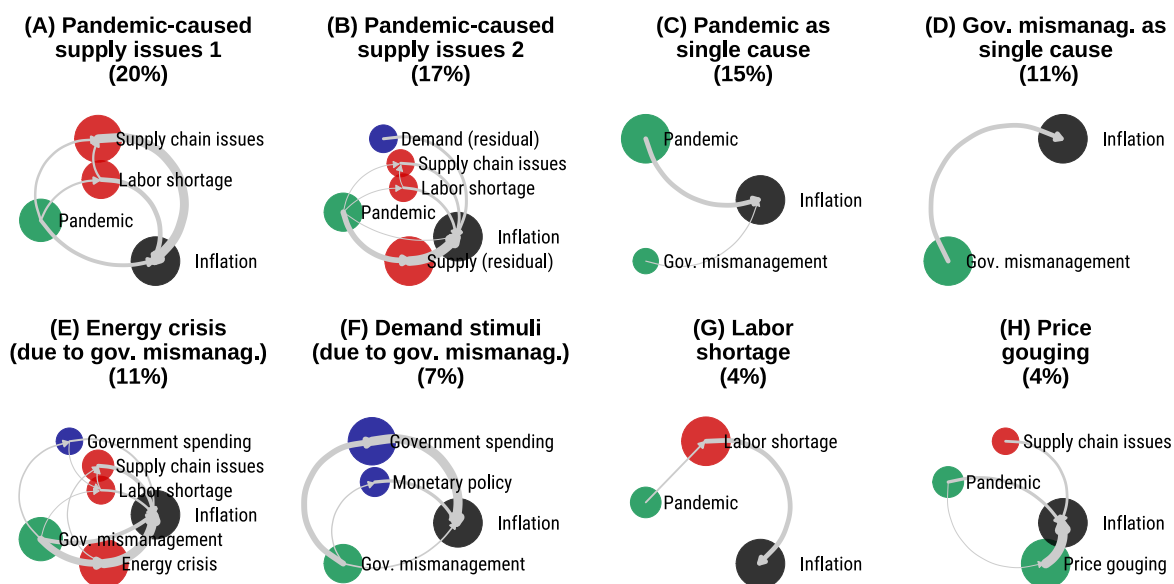 (A) Pandemic-caused
supply issues 1
(20%)
Supply chain issues
Labor shortage
Pandemic
Inflation
(B) Pandemic-caused
supply issues 2
(17%)
Demand (residual)
Supply chain issues
Labor shortage
Pandemic
Inflation
Supply (residual)
(C) Pandemic as
single cause
(15%)
Pandemic
Inflation
Gov. mismanagement
(D) Gov. mismanag. as
single cause
(11%)
Inflation
Gov. mismanagement
(E) Energy crisis
(due to gov. mismanag.)
(11%)
Government spending
Supply chain issues
Labor shortage
Inflation
Gov. mismanagement
Energy crisis
(F) Demand stimuli
(due to gov. mismanag.)
(7%)
Government spending
Monetary policy
Inflation
Gov. mismanagement
(G) Labor
shortage
(4%)
Labor shortage
Pandemic
Inflation
(H) Price
gouging
(4%)
Supply chain issues
Pandemic
Inflation
Price gouging